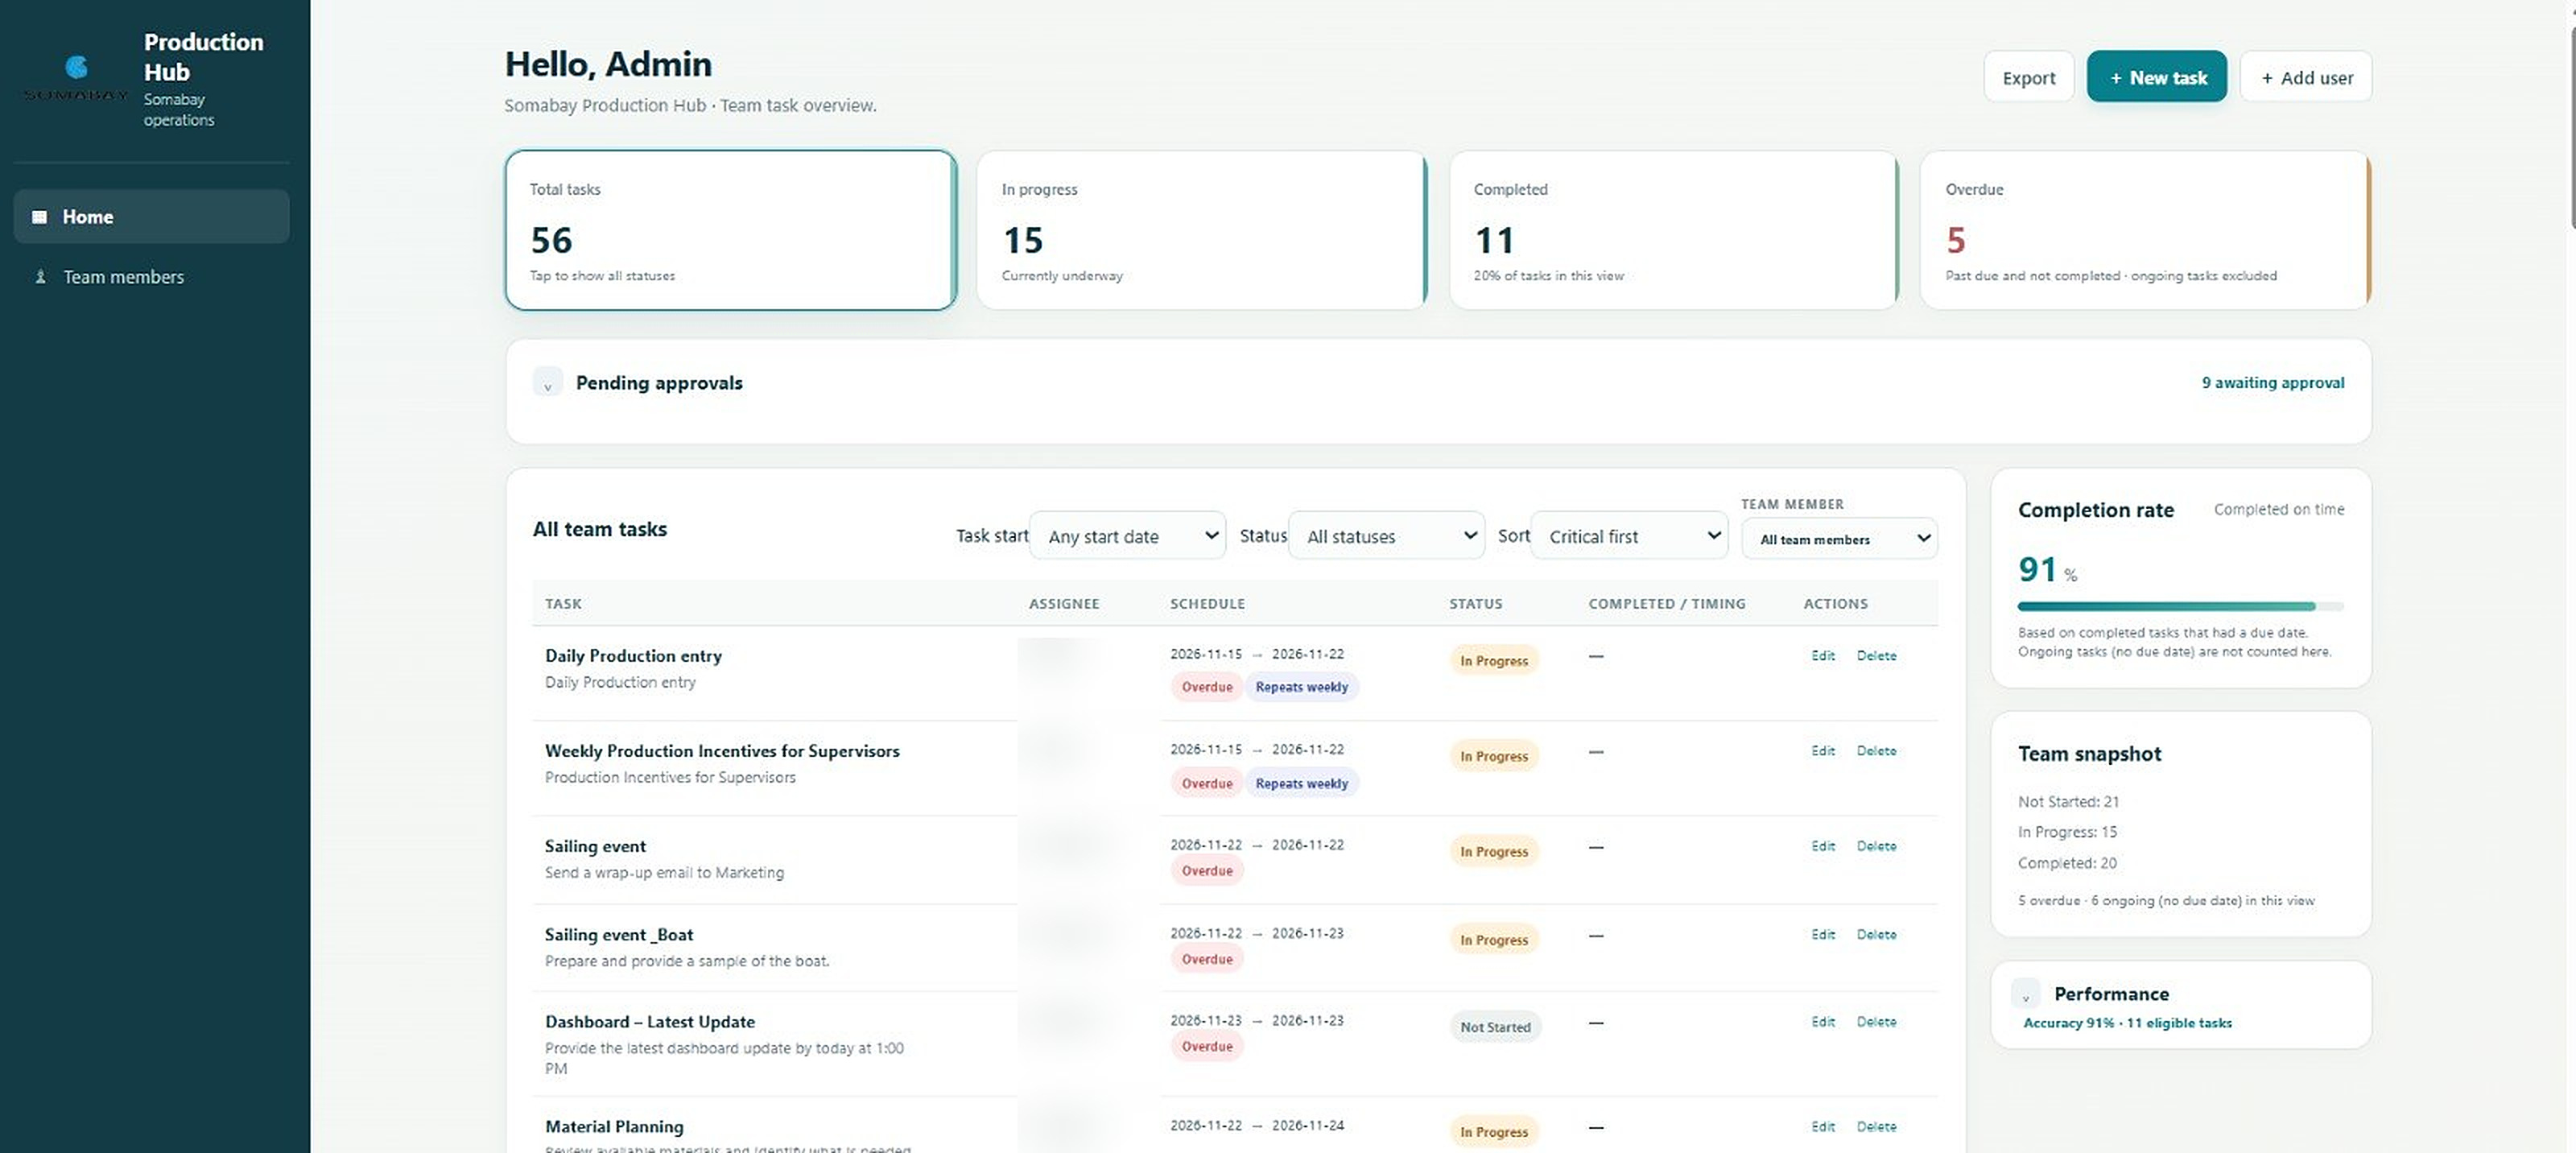 Production
Hub
SOMABAY
Somabay
operations
Home
Team members
Hello, Admin
Somabay Production Hub · Team task overview.
Export
+ New task
+ Add user
Total tasks
56
Tap to show all statuses
In progress
15
Currently underway
Completed
11
20% of tasks in this view
Overdue
5
Past due and not completed · ongoing tasks excluded
v Pending approvals
9 awaiting approval
All team tasks
Task start Any start date
Status All statuses
Sort Critical first
TEAM MEMBER
All team members
TASK ASSIGNEE SCHEDULE STATUS COMPLETED / TIMING ACTIONS
Daily Production entry
Daily Production entry
2026-11-15 → 2026-11-22
Overdue Repeats weekly
In Progress
—
Edit Delete
Weekly Production Incentives for Supervisors
Production Incentives for Supervisors
2026-11-15 → 2026-11-22
Overdue Repeats weekly
In Progress
—
Edit Delete
Sailing event
Send a wrap-up email to Marketing
2026-11-22 → 2026-11-22
Overdue
In Progress
—
Edit Delete
Sailing event _Boat
Prepare and provide a sample of the boat.
2026-11-22 → 2026-11-23
Overdue
In Progress
—
Edit Delete
Dashboard – Latest Update
Provide the latest dashboard update by today at 1:00
PM
2026-11-23 → 2026-11-23
Overdue
Not Started
—
Edit Delete
Material Planning
Review available materials and identify what is needed
2026-11-22 → 2026-11-24
In Progress
—
Edit Delete
Completion rate
Completed on time
91 %
Based on completed tasks that had a due date.
Ongoing tasks (no due date) are not counted here.
Team snapshot
Not Started: 21
In Progress: 15
Completed: 20
5 overdue · 6 ongoing (no due date) in this view
v Performance
Accuracy 91% · 11 eligible tasks